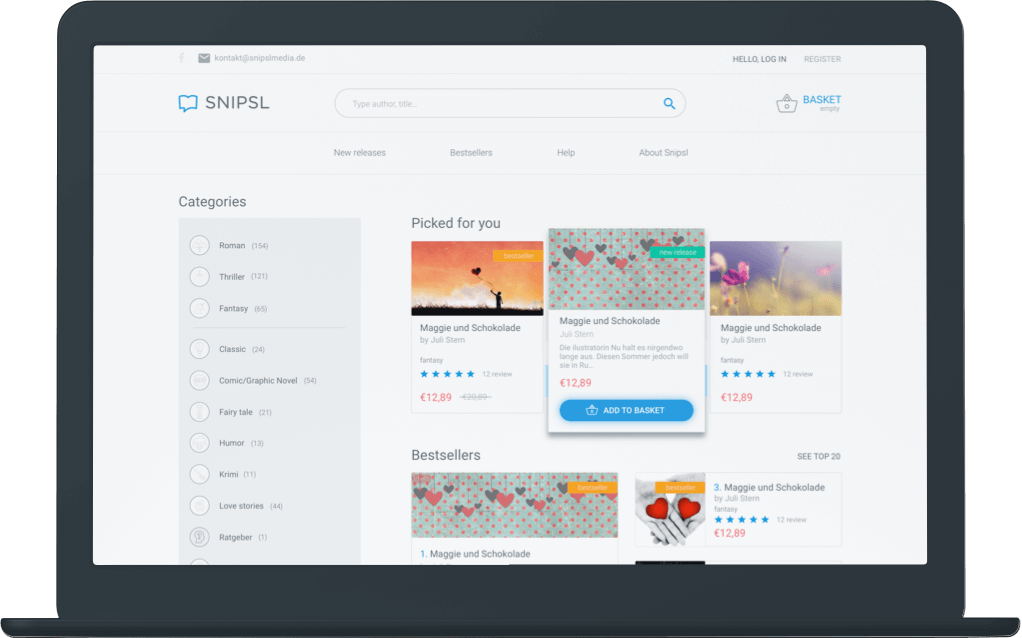 kontakt@snipslmedia.de
HELLO, LOG IN
REGISTER
SNIPSL
Type author, title...
0
BASKET
empty
New releases
Bestsellers
Help
About Snipsl
Categories
Roman (154)
Thriller (121)
Fantasy (65)
Classic (24)
Comic/Graphic Novel (54)
Fairy tale (21)
Humor (13)
Krimi (11)
Love stories (44)
Ratgeber (1)
Picked for you
bestseller
Maggie und Schokolade
by Juli Stern
fantasy
12 review
€12,89 €20,89
new release
Maggie und Schokolade
Juli Stern
Die ilustratorin Nu halt es nirgendwo
lange aus. Diesen Sommer jedoch will
sie in Ru...
€12,89
ADD TO BASKET
Maggie und Schokolade
by Juli Stern
fantasy
12 review
€12,89
Bestsellers
SEE TOP 20
bestseller
1. Maggie und Schokolade
bestseller
3. Maggie und Schokolade
by Juli Stern
fantasy
12 review
€12,89